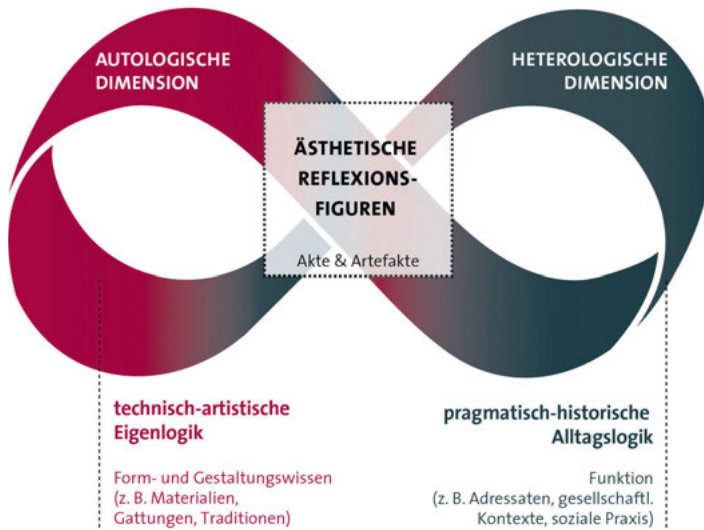 AUTOLOGISCHE
DIMENSION
HETEROLOGISCHE
DIMENSION
ÄSTHETISCHE
REFLEXIONS-
FIGUREN
Akte & Artefakte
technisch-artistische
Eigenlogik
Form- und Gestaltungswissen
(z. B. Materialien,
Gattungen, Traditionen)
pragmatisch-historische
Alltagslogik
Funktion
(z. B. Adressaten, gesellschaftl.
Kontexte, soziale Praxis)